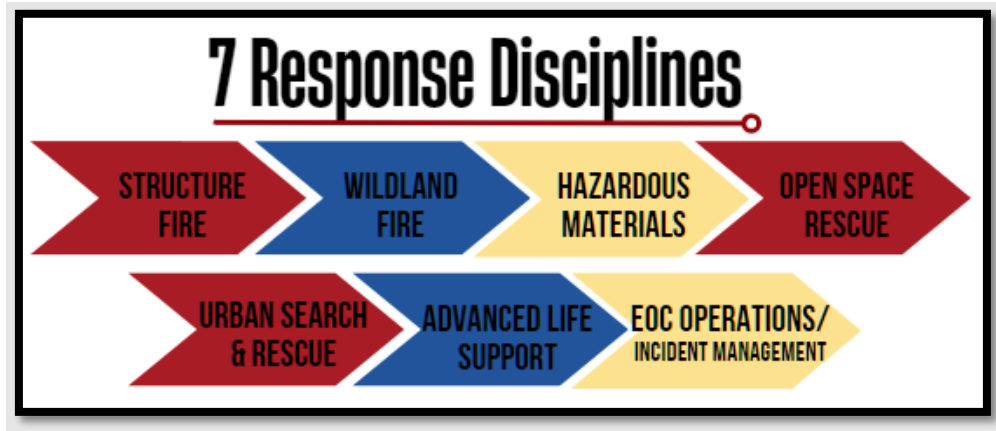 7 Response Disciplines
STRUCTURE
FIRE
WILDLAND
FIRE
HAZARDOUS
MATERIALS
OPEN SPACE
RESCUE
URBAN SEARCH
& RESCUE
ADVANCED LIFE
SUPPORT
EOC OPERATIONS/
INCIDENT MANAGEMENT